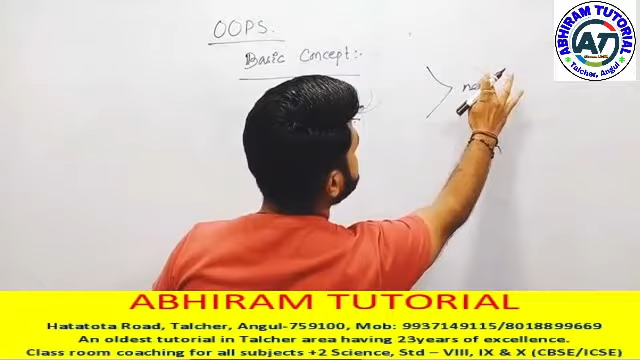 OOPS.
Basic Concept:-
ABHIRAM TUTORIAL
AT
Talcher, Angul
ABHIRAM TUTORIAL
Hatatota Road, Talcher, Angul-759100, Mob: 9937149115/8018899669
An oldest tutorial in Talcher area having 23years of excellence.
Class room coaching for all subjects +2 Science, Std – VIII, IX & X (CBSE/ICSE)